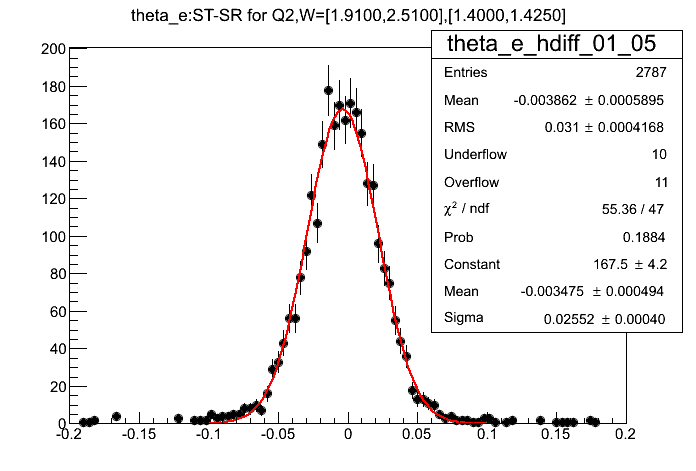 theta_e:ST-SR for Q2,W=[1.9100,2.5100],[1.4000,1.4250]
theta_e_hdiff_01_05
Entries 2787
Mean -0.003862 ± 0.0005895
RMS 0.031 ± 0.0004168
Underflow 10
Overflow 11
χ² / ndf 55.36 / 47
Prob 0.1884
Constant 167.5 ± 4.2
Mean -0.003475 ± 0.000494
Sigma 0.02552 ± 0.00040
200
180
160
140
120
100
80
60
40
20
0
-0.2 -0.15 -0.1 -0.05 0 0.05 0.1 0.15 0.2